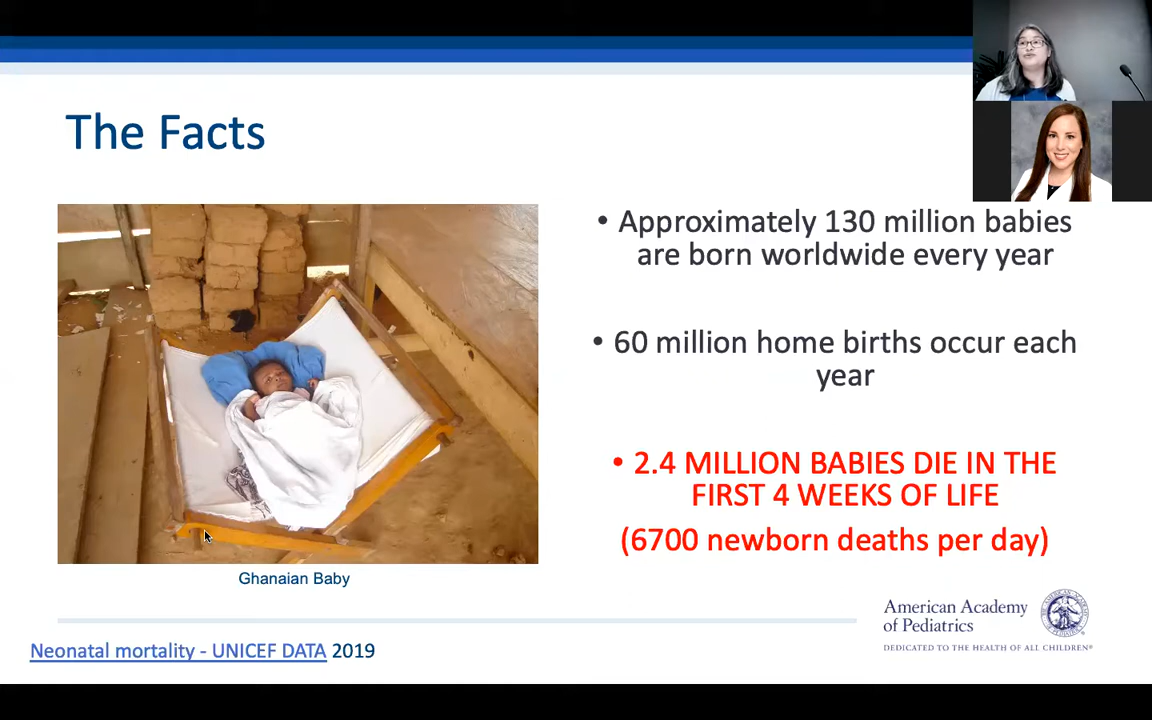 The Facts
• Approximately 130 million babies
are born worldwide every year
• 60 million home births occur each
year
• 2.4 MILLION BABIES DIE IN THE
FIRST 4 WEEKS OF LIFE
(6700 newborn deaths per day)
Ghanaian Baby
American Academy
of Pediatrics
DEDICATED TO THE HEALTH OF ALL CHILDREN®
Neonatal mortality - UNICEF DATA 2019